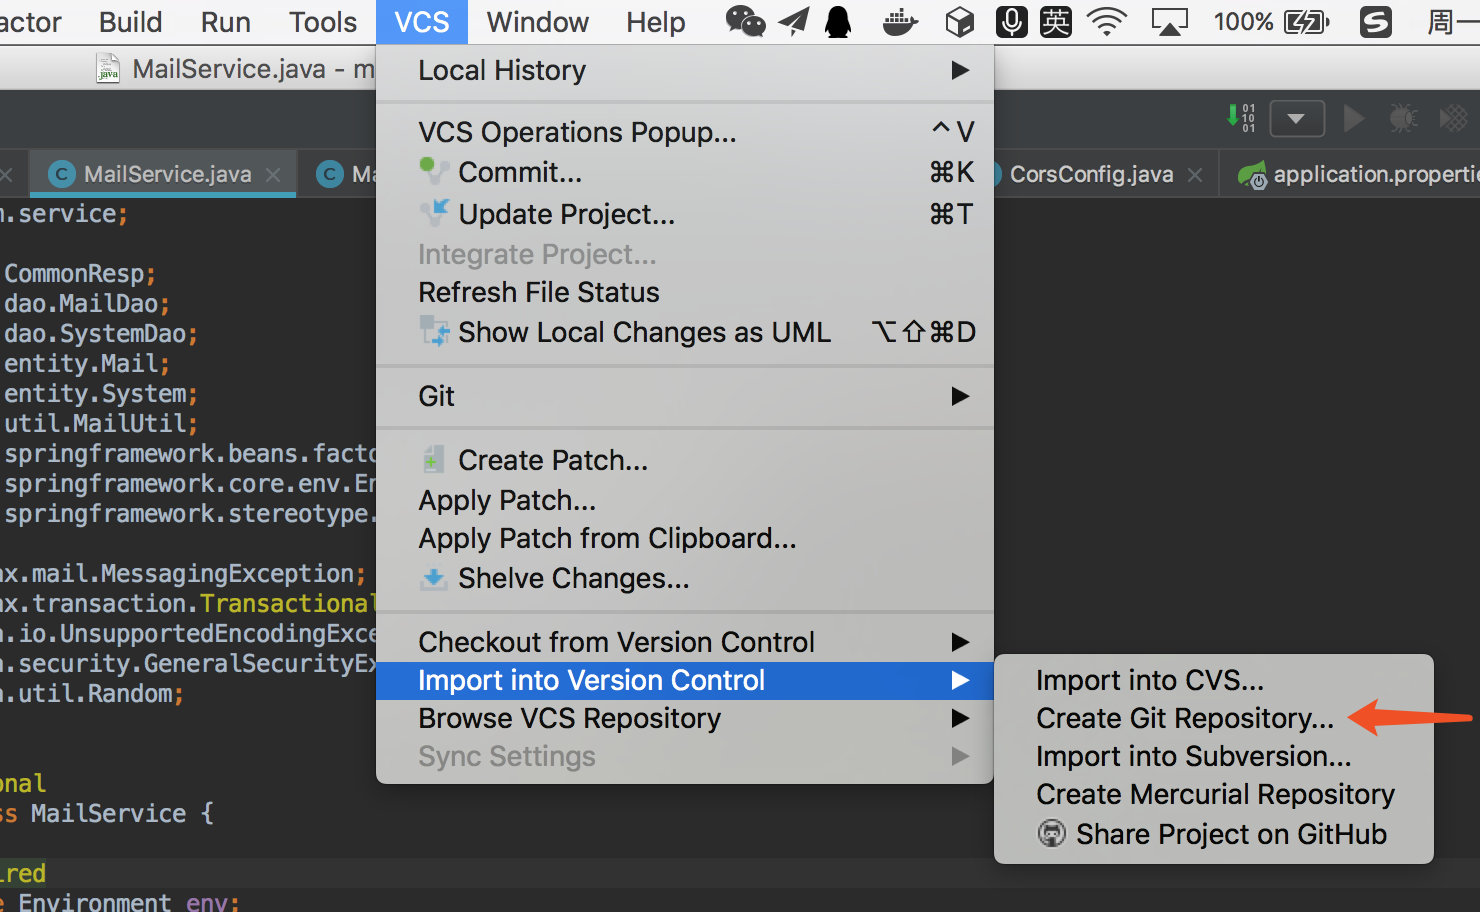 actor Build Run Tools VCS Window Help 英 100% S 周一
MailService.java - m
01
10
01
MailService.java
Ma
CorsConfig.java
application.propertie
n.service;
CommonResp;
dao.MailDao;
dao.SystemDao;
entity.Mail;
entity.System;
util.MailUtil;
springframework.beans.facto
springframework.core.env.En
springframework.stereotype.
ax.mail.MessagingException;
ax.transaction.Transactional
a.io.UnsupportedEncodingExce
a.security.GeneralSecurityEx
a.util.Random;
onal
ss MailService {
ired
e Environment env;
Local History
VCS Operations Popup... ^V
Commit... ⌘K
Update Project... ⌘T
Integrate Project...
Refresh File Status
Show Local Changes as UML ⌥⇧⌘D
Git
Create Patch...
Apply Patch...
Apply Patch from Clipboard...
Shelve Changes...
Checkout from Version Control
Import into Version Control
Browse VCS Repository
Sync Settings
Import into CVS...
Create Git Repository...
Import into Subversion...
Create Mercurial Repository
Share Project on GitHub